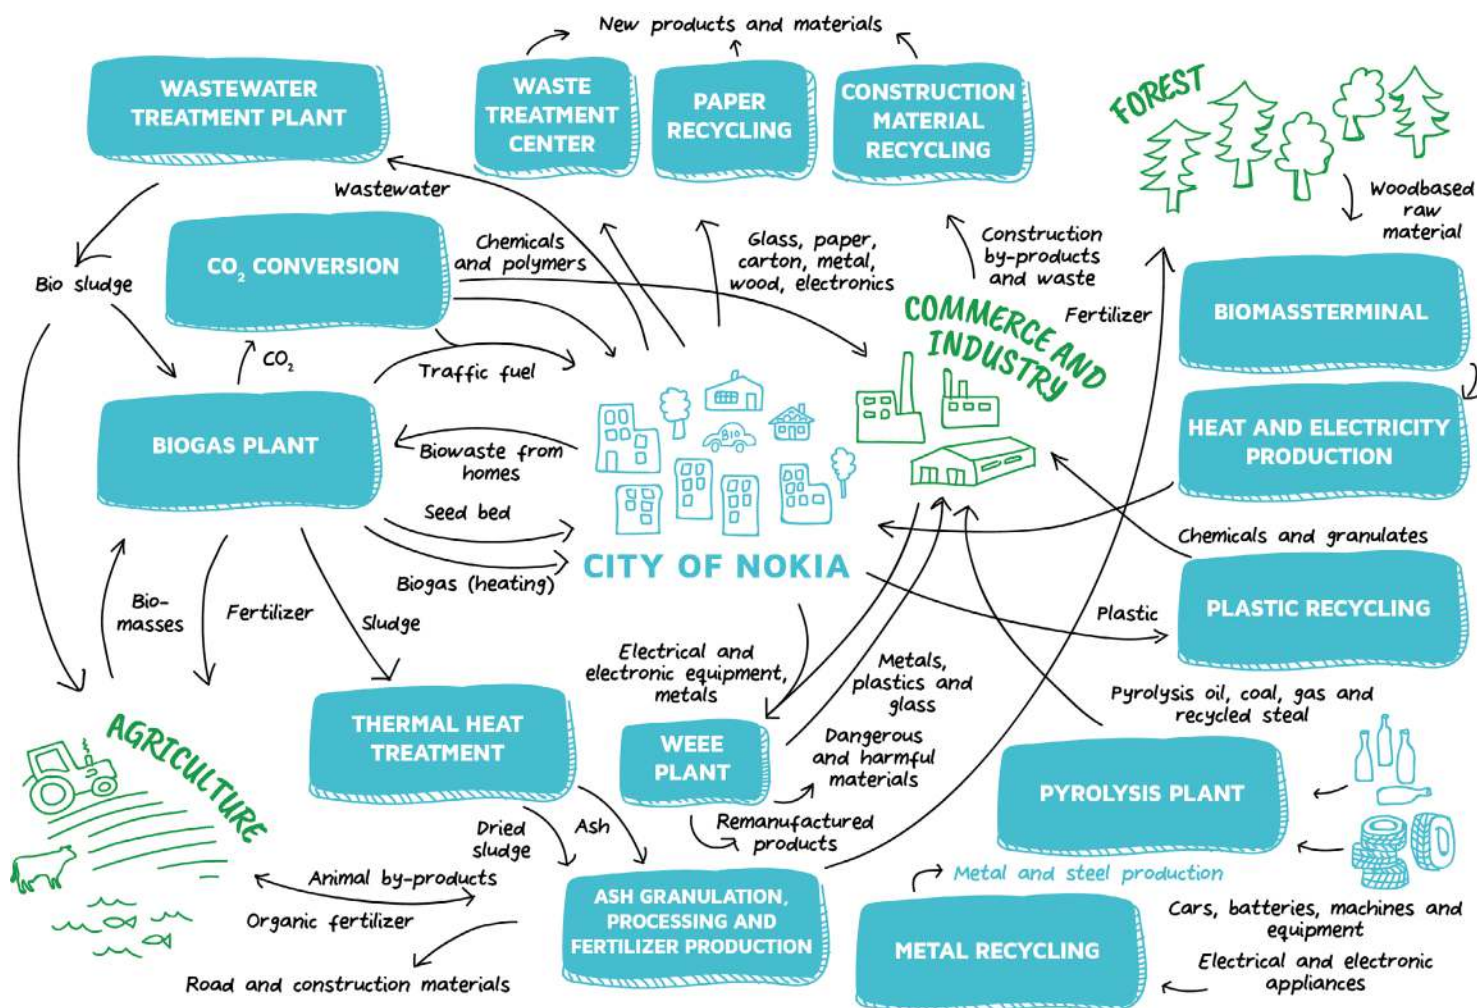 New products and materials
WASTEWATER
TREATMENT PLANT
WASTE
TREATMENT
CENTER
PAPER
RECYCLING
CONSTRUCTION
MATERIAL
RECYCLING
FOREST
Wastewater
Woodbased
raw
material
CO₂ CONVERSION
Chemicals
and polymers
Glass, paper,
carton, metal,
wood, electronics
Construction
by-products
and waste
Bio sludge
Fertilizer
BIOMASSTERMINAL
COMMERCE AND
INDUSTRY
CO₂
Traffic fuel
BIOGAS PLANT
Biowaste from
homes
BIO
HEAT AND ELECTRICITY
PRODUCTION
Seed bed
Biogas (heating)
CITY OF NOKIA
Chemicals and granulates
PLASTIC RECYCLING
Plastic
Bio-
masses
Fertilizer
Sludge
Electrical and
electronic equipment,
metals
Metals,
plastics and
glass
Pyrolysis oil, coal, gas and
recycled steal
AGRICULTURE
THERMAL HEAT
TREATMENT
WEEE
PLANT
Dangerous
and harmful
materials
PYROLYSIS PLANT
Dried
sludge
Ash
Remanufactured
products
Metal and steel production
Animal by-products
Organic fertilizer
ASH GRANULATION,
PROCESSING AND
FERTILIZER PRODUCTION
METAL RECYCLING
Cars, batteries, machines and
equipment
Electrical and electronic
appliances
Road and construction materials